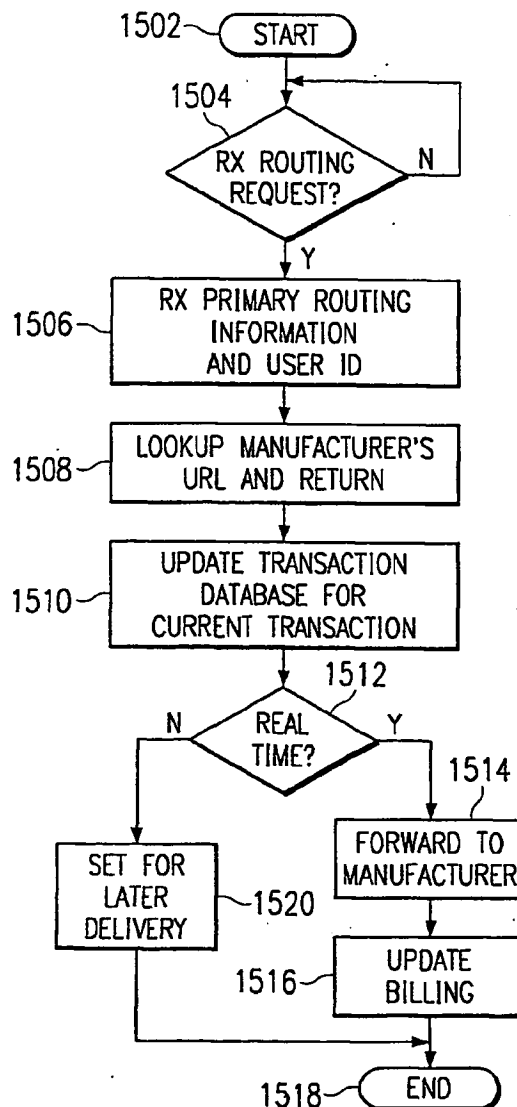 1502
START
1504
RX ROUTING
REQUEST?
N
Y
1506
RX PRIMARY ROUTING
INFORMATION
AND USER ID
1508
LOOKUP MANUFACTURER'S
URL AND RETURN
1510
UPDATE TRANSACTION
DATABASE FOR
CURRENT TRANSACTION
1512
N
REAL
TIME?
Y
1514
FORWARD TO
MANUFACTURER
SET FOR
LATER
DELIVERY
1520
1516
UPDATE
BILLING
1518
END